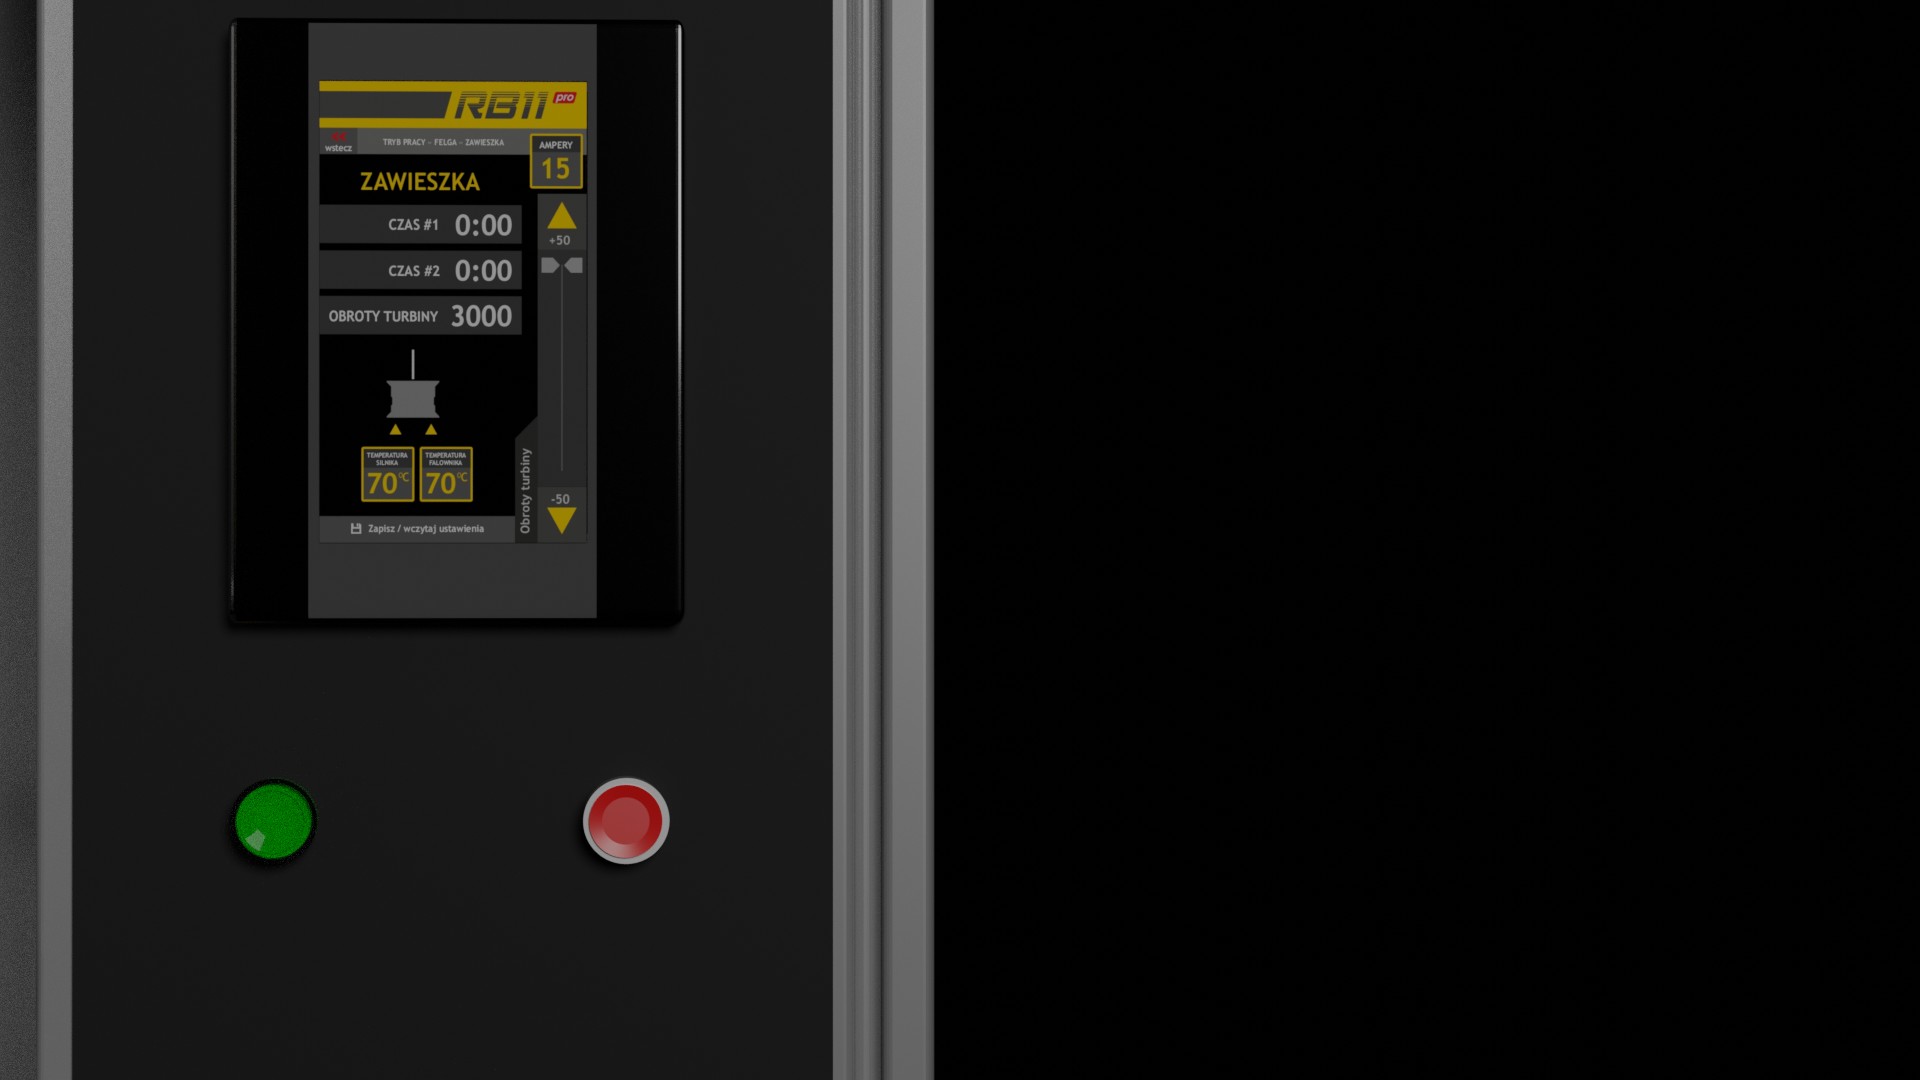 RB11 pro
wstecz
TRYB PRACY - FELGA - ZAWIESZKA
AMPERY
15
ZAWIESZKA
CZAS #1 0:00
+50
CZAS #2 0:00
OBROTY TURBINY 3000
TEMPERATURA SILNIKA
70°C
TEMPERATURA FALOWNIKA
70°C
Obroty turbiny
-50
Zapisz / wczytaj ustawienia